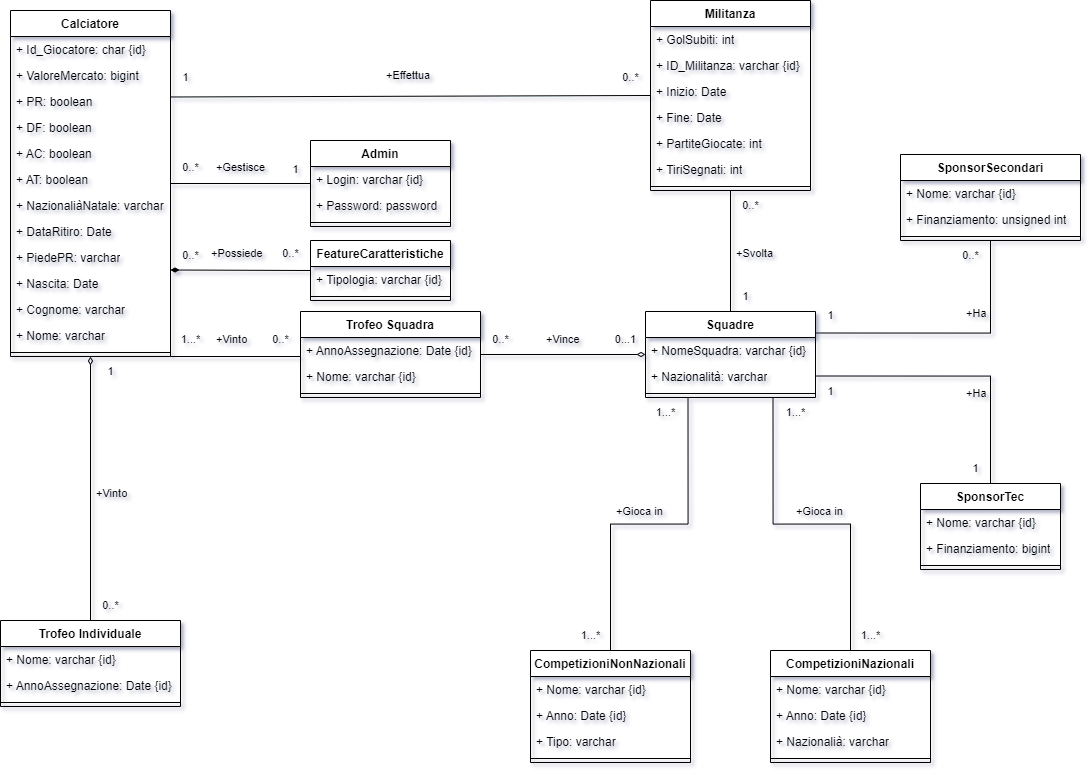 Calciatore
+ Id_Giocatore: char {id}
+ ValoreMercato: bigint
+ PR: boolean
+ DF: boolean
+ AC: boolean
+ AT: boolean
+ NazionaliàNatale: varchar
+ DataRitiro: Date
+ PiedePR: varchar
+ Nascita: Date
+ Cognome: varchar
+ Nome: varchar
1
+Effettua
0..*
Militanza
+ GolSubiti: int
+ ID_Militanza: varchar {id}
+ Inizio: Date
+ Fine: Date
+ PartiteGiocate: int
+ TiriSegnati: int
0..*
+Gestisce
1
Admin
+ Login: varchar {id}
+ Password: password
0..*
+Possiede
0..*
FeatureCaratteristiche
+ Tipologia: varchar {id}
1...*
+Vinto
0..*
Trofeo Squadra
+ AnnoAssegnazione: Date {id}
+ Nome: varchar {id}
0..*
+Vince
0...1
0..*
+Svolta
1
Squadre
+ NomeSquadra: varchar {id}
+ Nazionalità: varchar
SponsorSecondari
+ Nome: varchar {id}
+ Finanziamento: unsigned int
0..*
+Ha
1
1
+Ha
1
SponsorTec
+ Nome: varchar {id}
+ Finanziamento: bigint
1
+Vinto
0..*
Trofeo Individuale
+ Nome: varchar {id}
+ AnnoAssegnazione: Date {id}
1...*
+Gioca in
1...*
CompetizioniNonNazionali
+ Nome: varchar {id}
+ Anno: Date {id}
+ Tipo: varchar
1...*
+Gioca in
1...*
CompetizioniNazionali
+ Nome: varchar {id}
+ Anno: Date {id}
+ Nazionalià: varchar